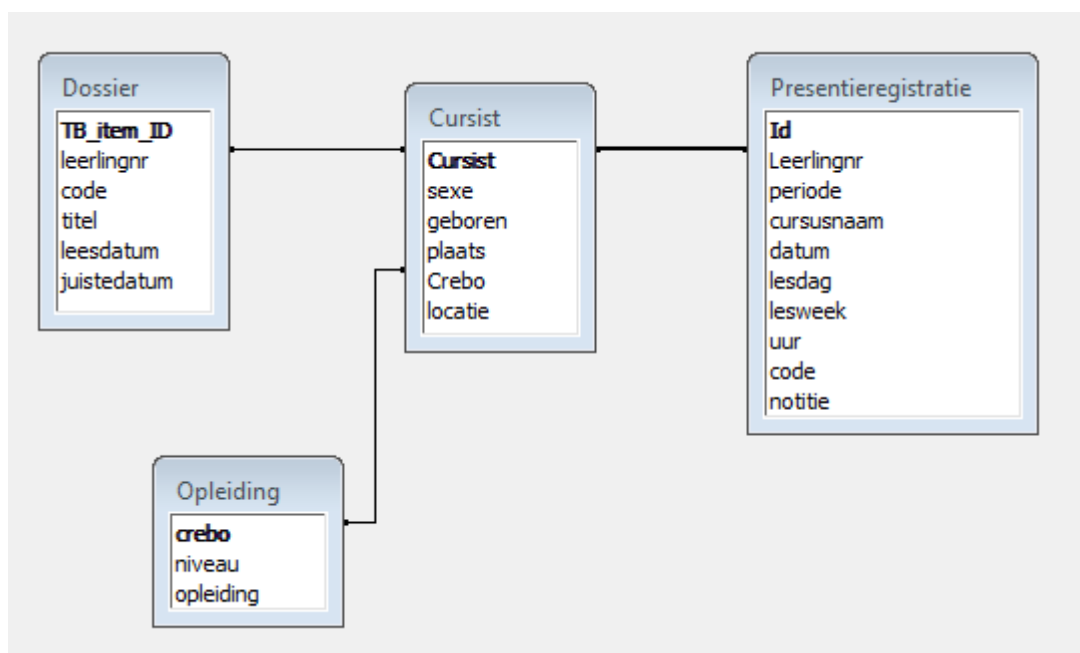 Dossier
TB_item_ID
leerlingnr
code
titel
leesdatum
juistedatum
Cursist
Cursist
sexe
geboren
plaats
Crebo
locatie
Presentieregistratie
Id
Leerlingnr
periode
cursusnaam
datum
lesdag
lesweek
uur
code
notitie
Opleiding
crebo
niveau
opleiding